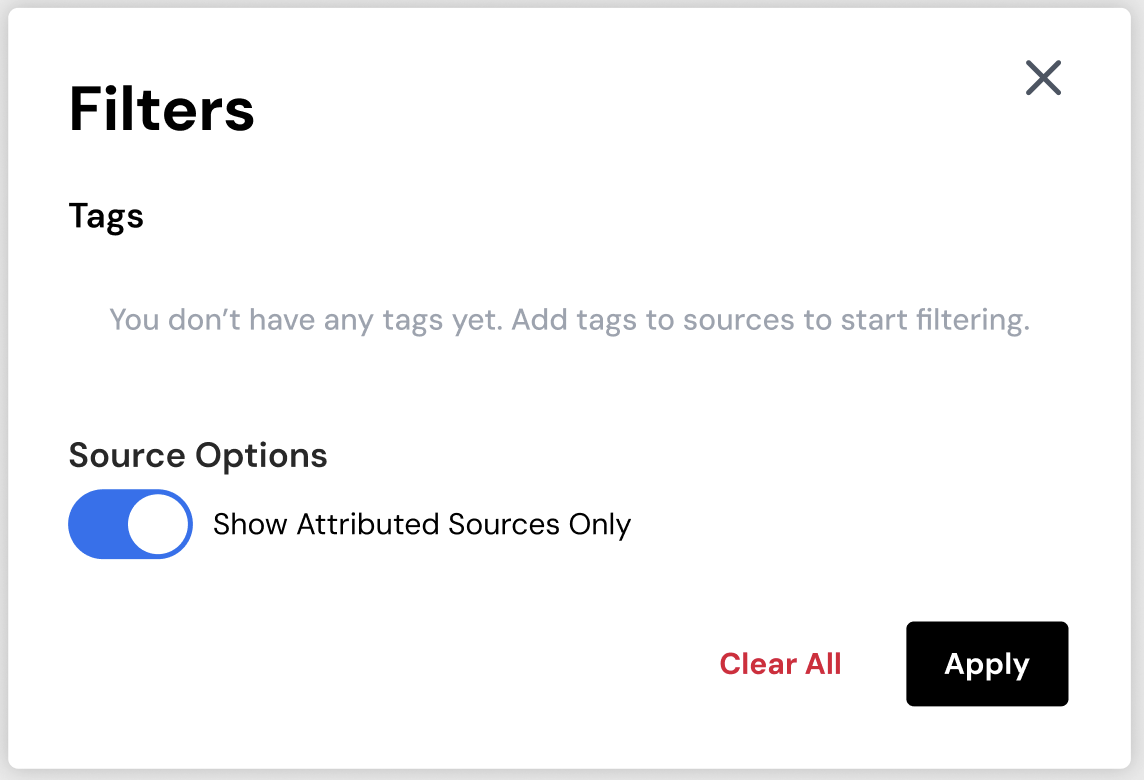 Filters
Tags
You don’t have any tags yet. Add tags to sources to start filtering.
Source Options
Show Attributed Sources Only
Clear All
Apply